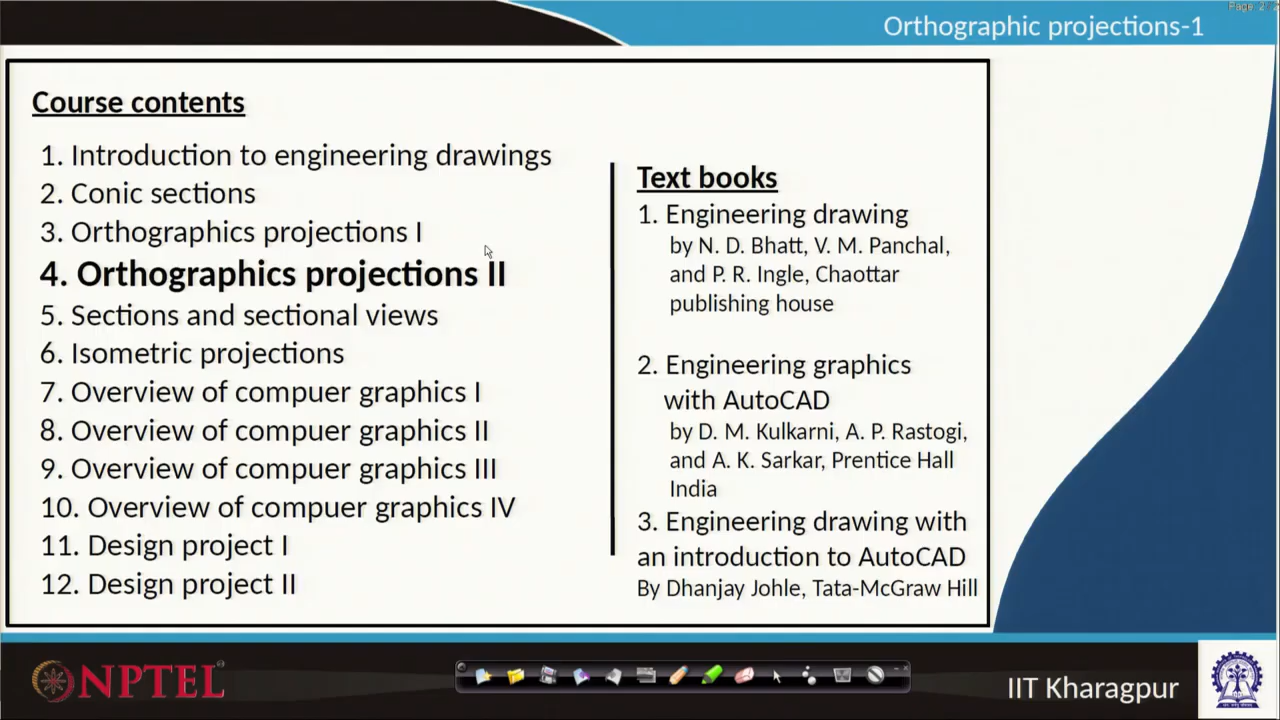 Page 2/2
Orthographic projections-1
Course contents
1. Introduction to engineering drawings
2. Conic sections
3. Orthographics projections I
4. Orthographics projections II
5. Sections and sectional views
6. Isometric projections
7. Overview of compuer graphics I
8. Overview of compuer graphics II
9. Overview of compuer graphics III
10. Overview of compuer graphics IV
11. Design project I
12. Design project II
Text books
1. Engineering drawing
by N. D. Bhatt, V. M. Panchal,
and P. R. Ingle, Chaottar
publishing house
2. Engineering graphics
with AutoCAD
by D. M. Kulkarni, A. P. Rastogi,
and A. K. Sarkar, Prentice Hall
India
3. Engineering drawing with
an introduction to AutoCAD
By Dhanjay Johle, Tata-McGraw Hill
NPTEL
IIT Kharagpur